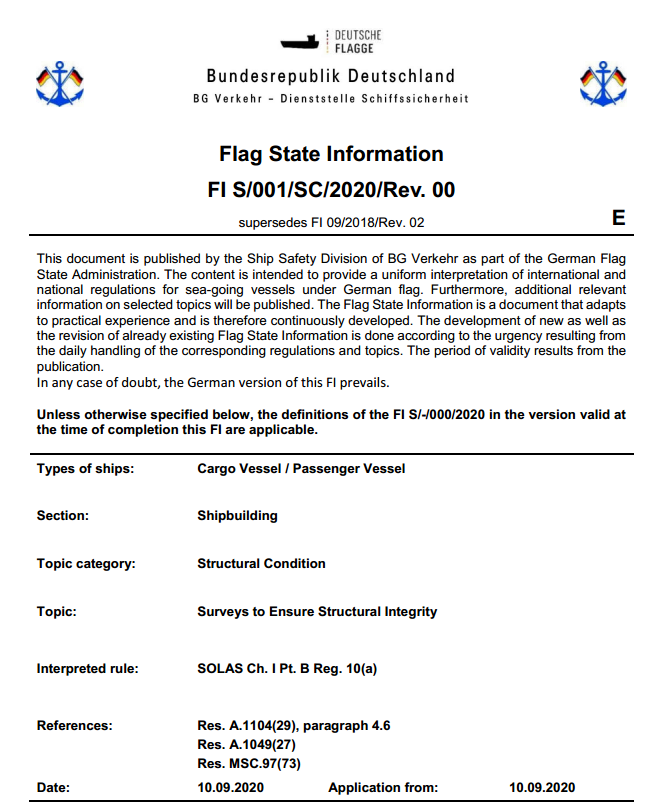 DEUTSCHE
FLAGGE
Bundesrepublik Deutschland
BG Verkehr – Dienststelle Schiffssicherheit
Flag State Information
FI S/001/SC/2020/Rev. 00
supersedes FI 09/2018/Rev. 02
E
This document is published by the Ship Safety Division of BG Verkehr as part of the German Flag
State Administration. The content is intended to provide a uniform interpretation of international and
national regulations for sea-going vessels under German flag. Furthermore, additional relevant
information on selected topics will be published. The Flag State Information is a document that adapts
to practical experience and is therefore continuously developed. The development of new as well as
the revision of already existing Flag State Information is done according to the urgency resulting from
the daily handling of the corresponding regulations and topics. The period of validity results from the
publication.
In any case of doubt, the German version of this FI prevails.
Unless otherwise specified below, the definitions of the FI S/-/000/2020 in the version valid at
the time of completion this FI are applicable.
Types of ships: Cargo Vessel / Passenger Vessel
Section: Shipbuilding
Topic category: Structural Condition
Topic: Surveys to Ensure Structural Integrity
Interpreted rule: SOLAS Ch. I Pt. B Reg. 10(a)
References: Res. A.1104(29), paragraph 4.6
Res. A.1049(27)
Res. MSC.97(73)
Date: 10.09.2020 Application from: 10.09.2020